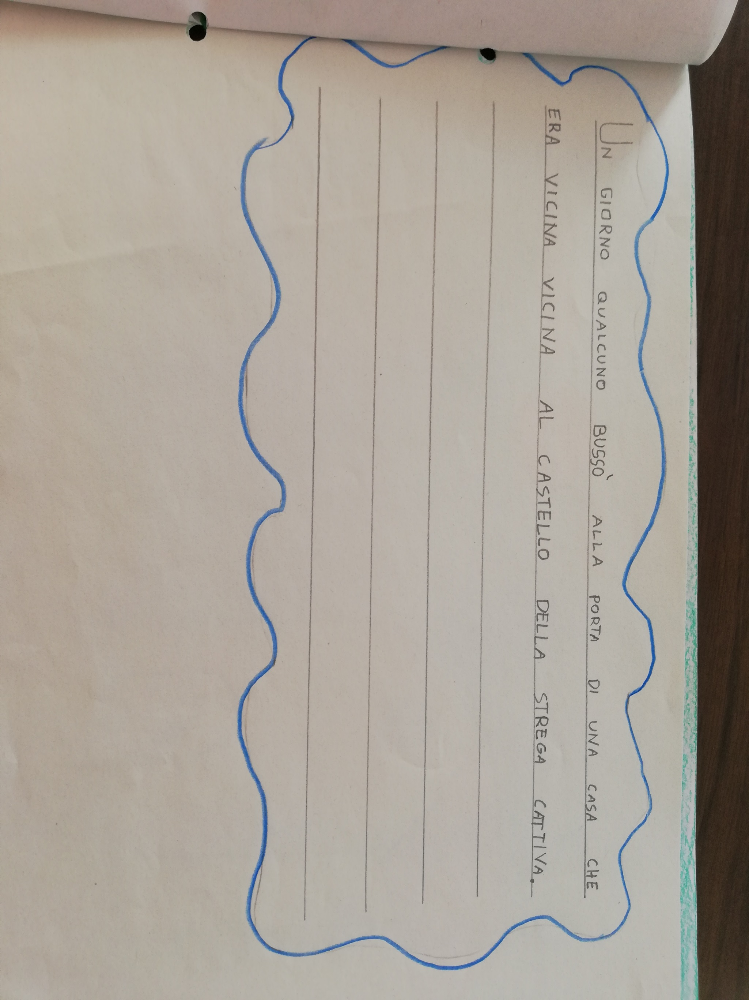 UN GIORNO QUALCUNO BUSSÒ ALLA PORTA DI UNA CASA CHE
ERA VICINA VICINA AL CASTELLO DELLA STREGA CATTIVA.